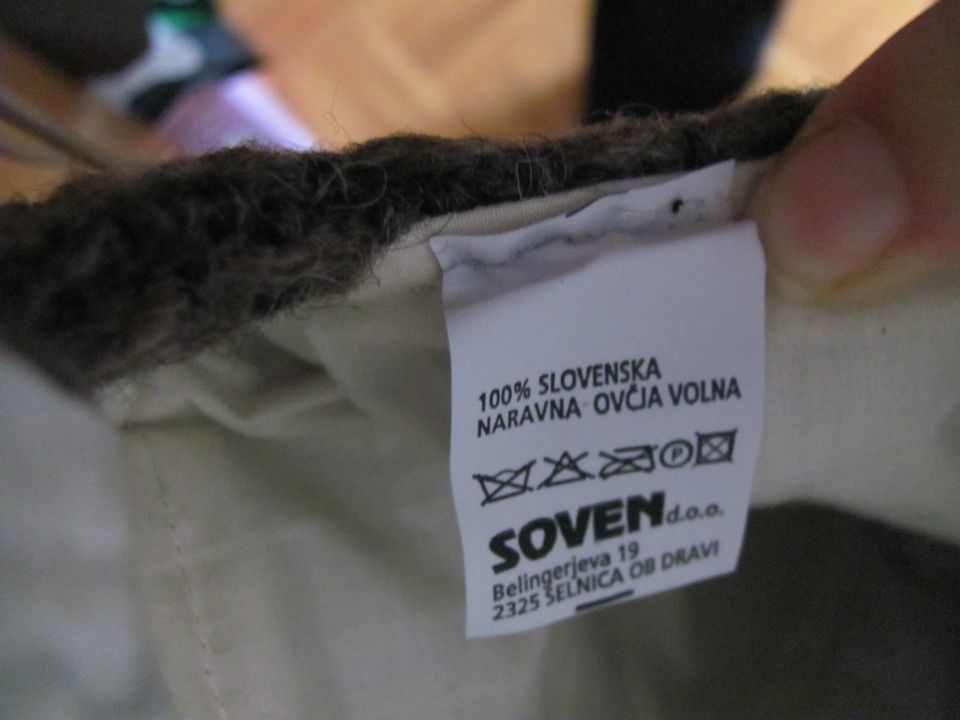 100% SLOVENSKA
NARAVNA OVČJA VOLNA
P
SOVEN d.o.o.
Belingerjeva 19
2325 SELNICA OB DRAVI